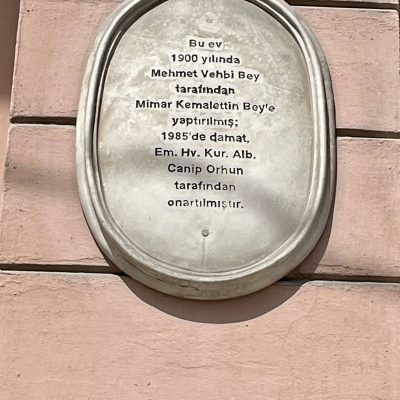 Bu ev
1900 yılında
Mehmet Vehbi Bey
tarafından
Mimar Kemalettin Bey'e
yaptırılmış;
1985'de damat,
Em. Hv. Kur. Alb.
Canip Orhun
tarafından
onartılmıştır.